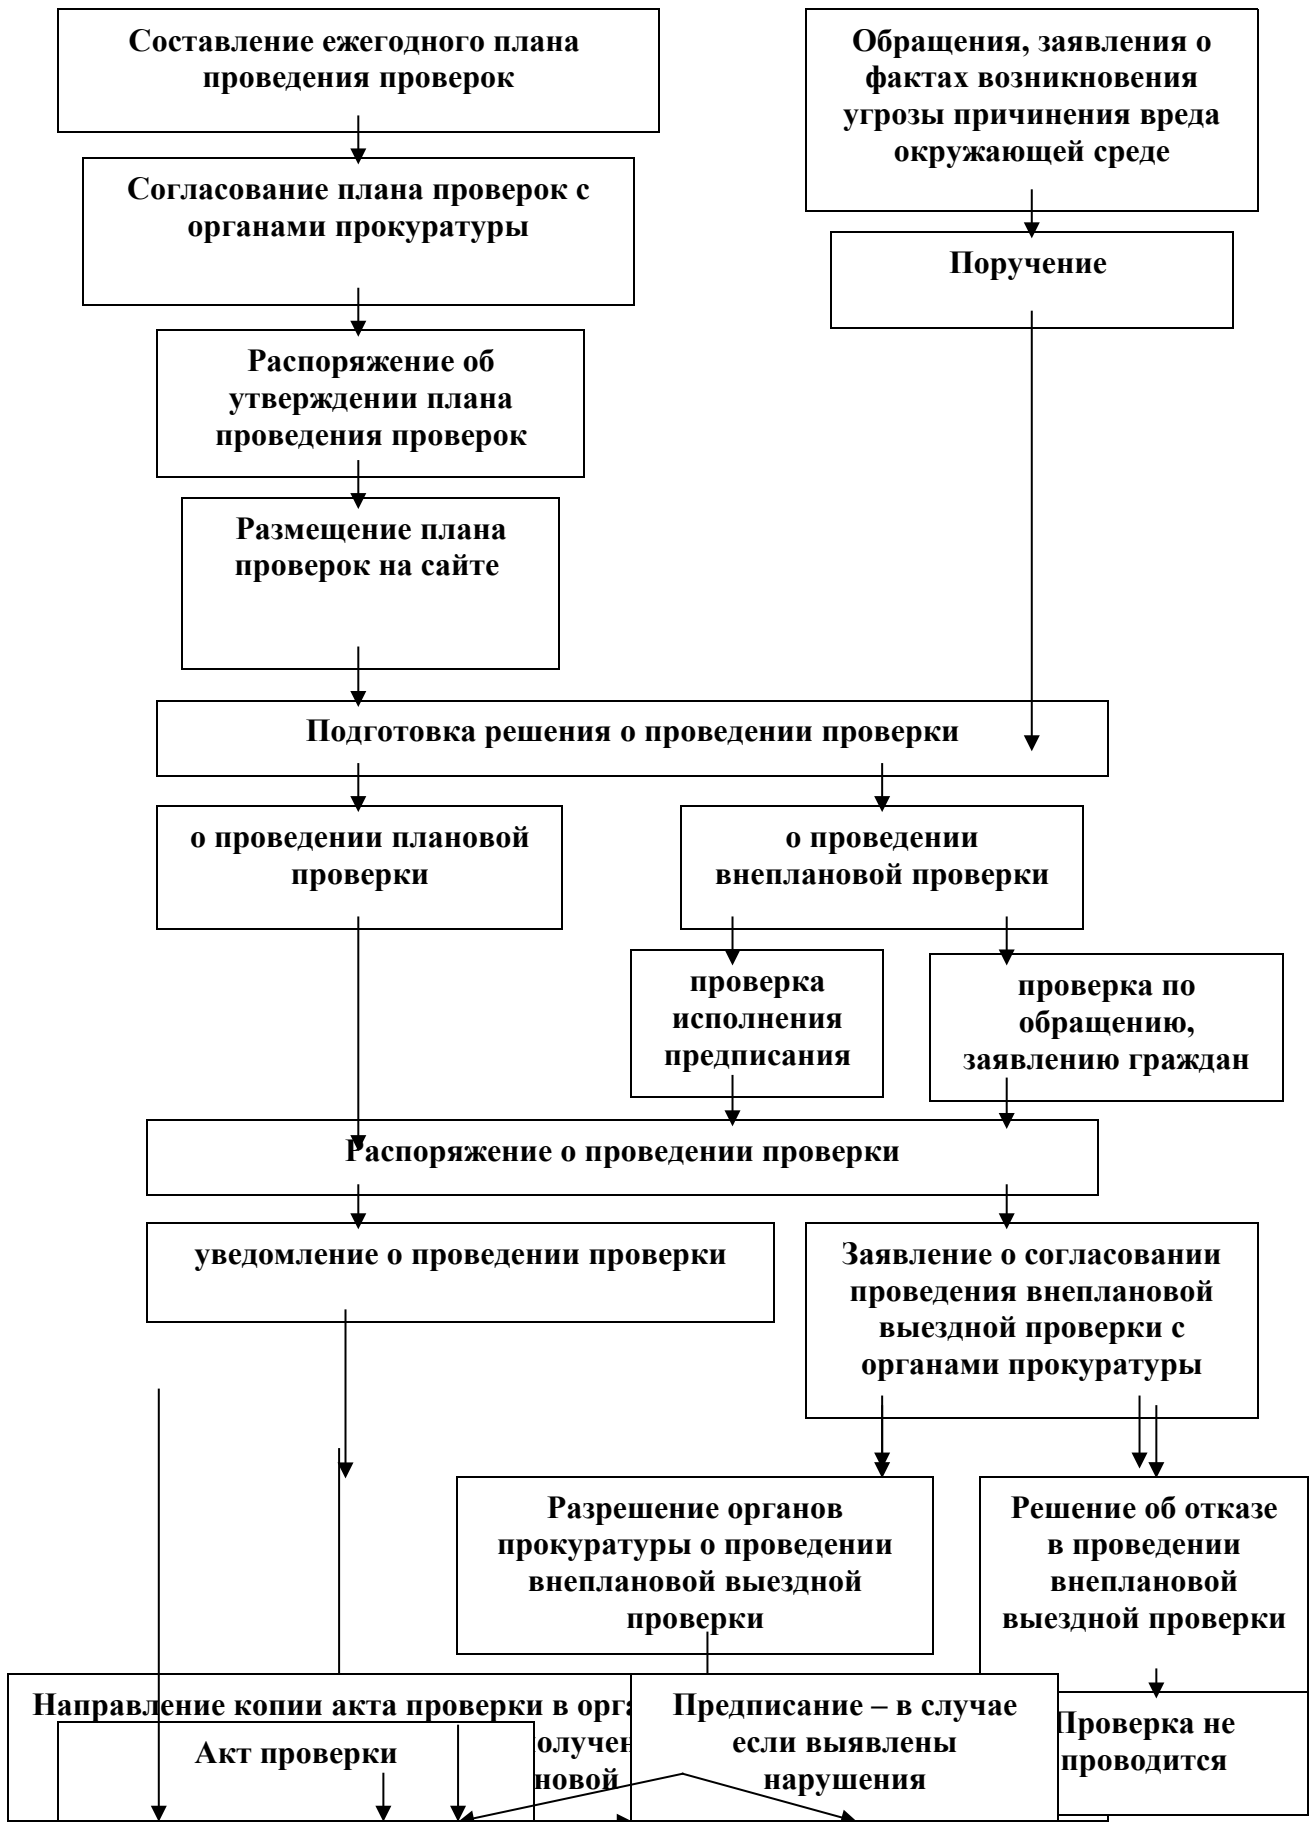 Составление ежегодного плана
проведения проверок
Обращения, заявления о
фактах возникновения
угрозы причинения вреда
окружающей среде
Согласование плана проверок с
органами прокуратуры
Поручение
Распоряжение об
утверждении плана
проведения проверок
Размещение плана
проверок на сайте
Подготовка решения о проведении проверки
о проведении плановой
проверки
о проведении
внеплановой проверки
проверка
исполнения
предписания
проверка по
обращению,
заявлению граждан
Распоряжение о проведении проверки
уведомление о проведении проверки
Заявление о согласовании
проведения внеплановой
выездной проверки с
органами прокуратуры
Разрешение органов
прокуратуры о проведении
внеплановой выездной
проверки
Решение об отказе
в проведении
внеплановой
выездной проверки
Направление копии акта проверки в
Акт проверки
Предписание – в случае
если выявлены
нарушения
Проверка не
проводится